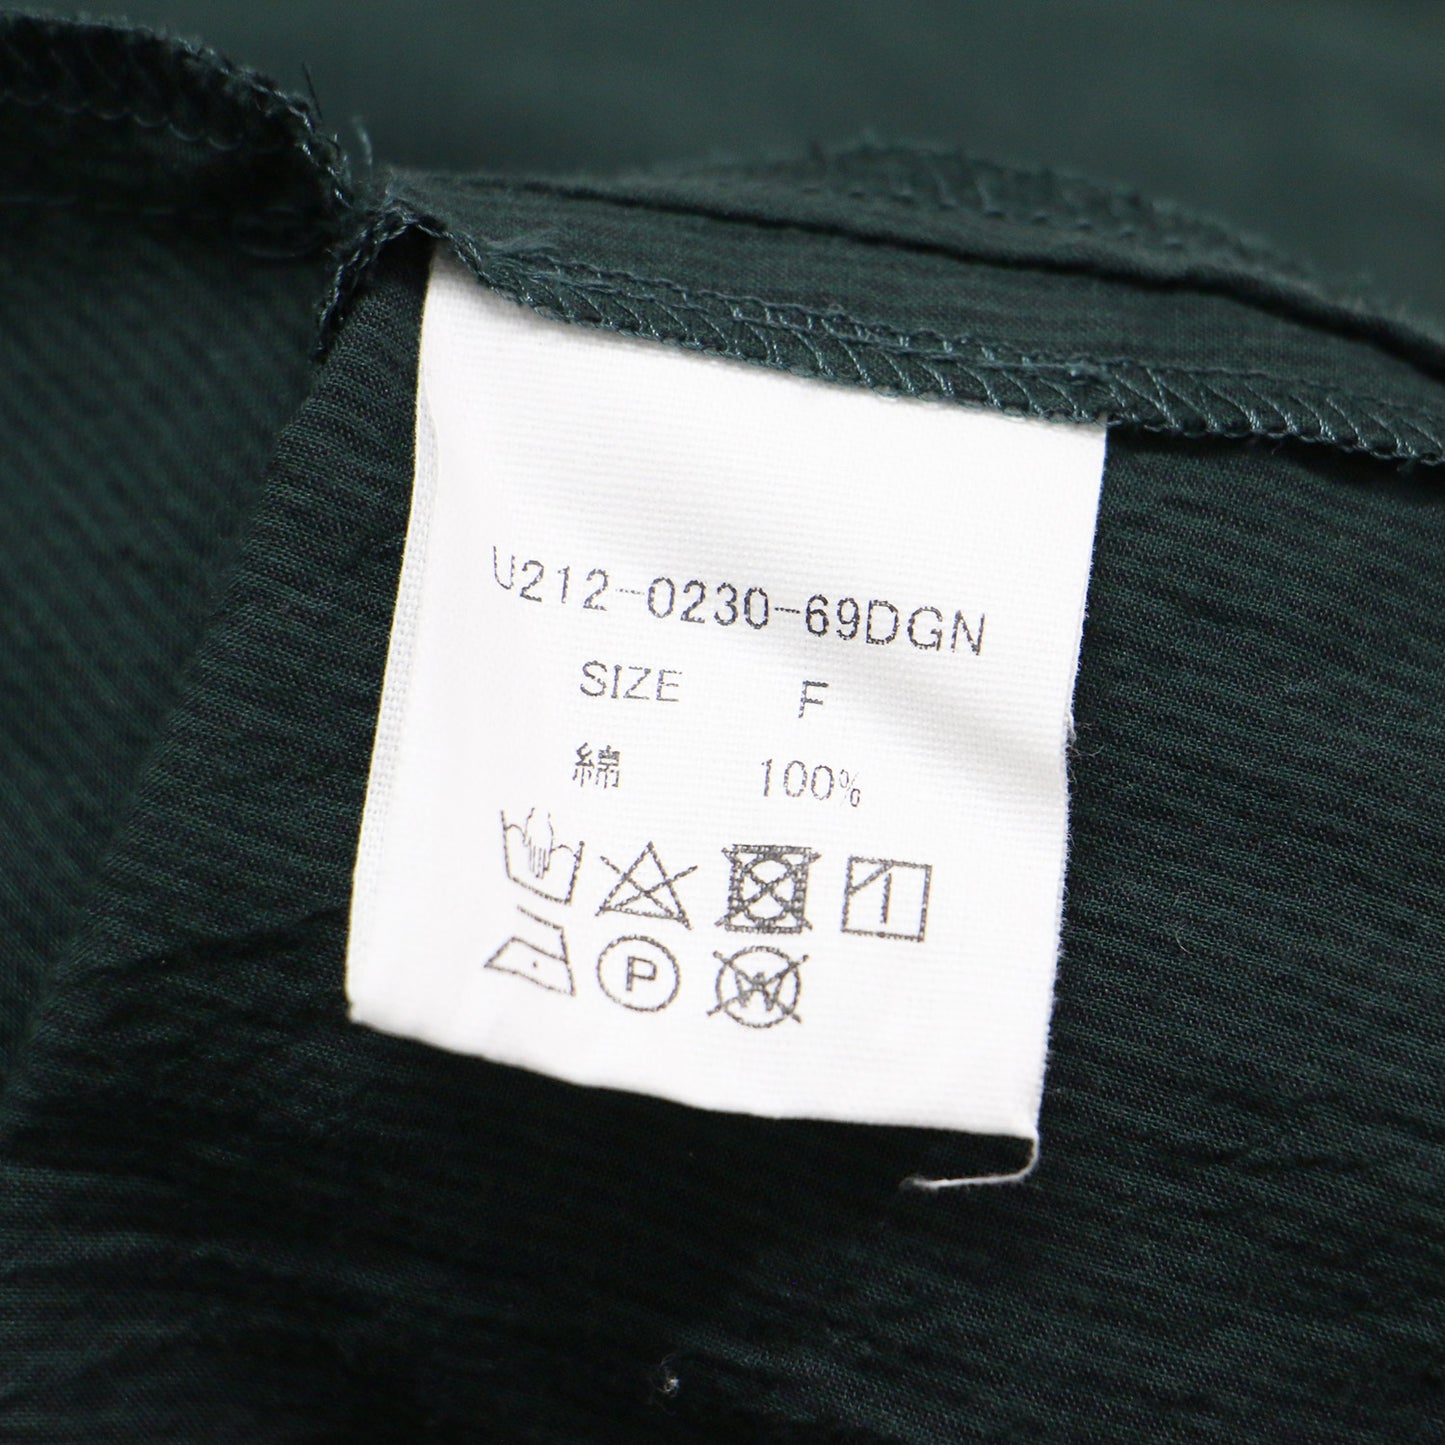 U212-0230-69DGN
SIZE F
綿 100%
P
W